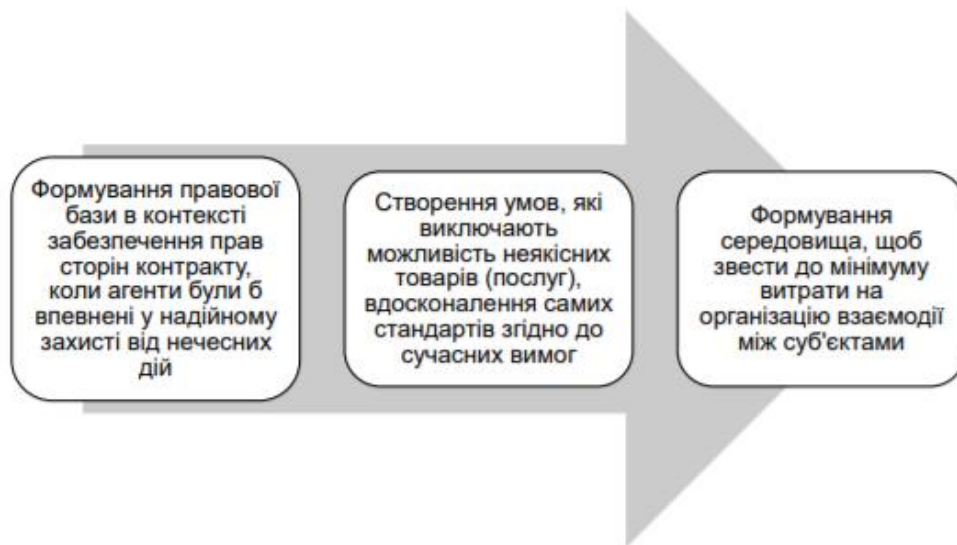 Формування правової
бази в контексті
забезпечення прав
сторін контракту,
коли агенти були б
впевнені у надійному
захисті від нечесних
дій
Створення умов, які
виключають
можливість неякісних
товарів (послуг),
вдосконалення самих
стандартів згідно до
сучасних вимог
Формування
середовища, щоб
звести до мінімуму
витрати на
організацію взаємодії
між суб'єктами